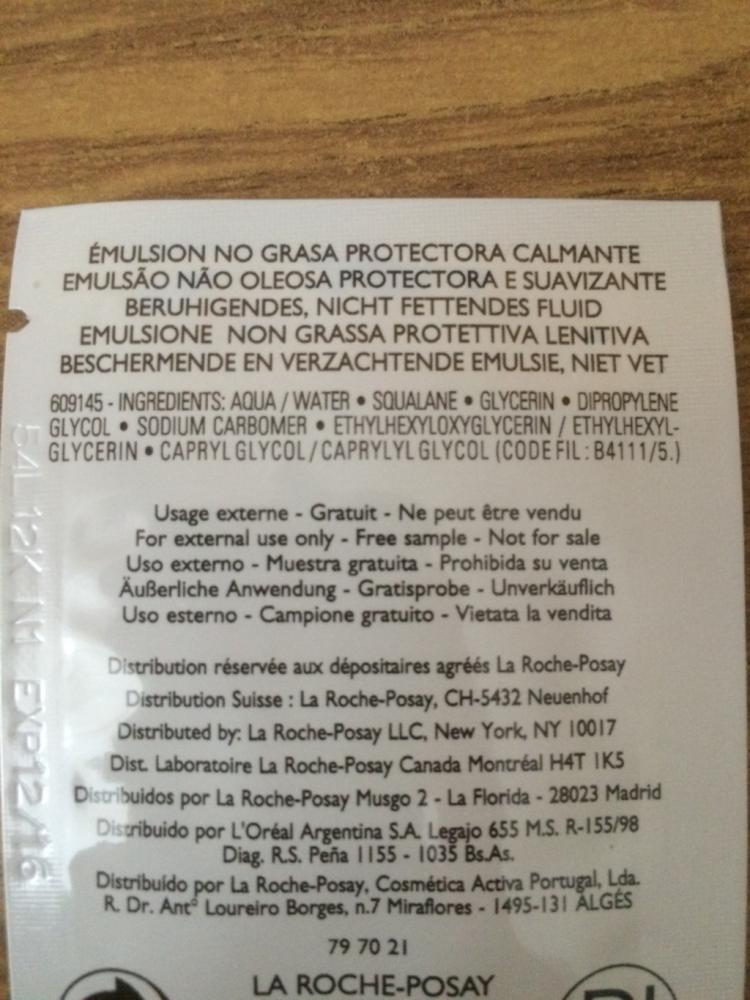 ÉMULSION NO GRASA PROTECTORA CALMANTE
EMULSÃO NÃO OLEOSA PROTECTORA E SUAVIZANTE
BERUHIGENDES, NICHT FETTENDES FLUID
EMULSIONE NON GRASSA PROTETTIVA LENITIVA
BESCHERMENDE EN VERZACHTENDE EMULSIE, NIET VET
609145 - INGREDIENTS: AQUA / WATER • SQUALANE • GLYCERIN • DIPROPYLENE
GLYCOL • SODIUM CARBOMER • ETHYLHEXYLOXYGLYCERIN / ETHYLHEXYL-
GLYCERIN • CAPRYL GLYCOL / CAPRYLYL GLYCOL (CODE FIL : B4111/5.)
Usage externe - Gratuit - Ne peut être vendu
For external use only - Free sample - Not for sale
Uso externo - Muestra gratuita - Prohibida su venta
Äußerliche Anwendung - Gratisprobe - Unverkäuflich
Uso esterno - Campione gratuito - Vietata la vendita
Distribution réservée aux dépositaires agréés La Roche-Posay
Distribution Suisse : La Roche-Posay, CH-5432 Neuenhof
Distributed by: La Roche-Posay LLC, New York, NY 10017
Dist. Laboratoire La Roche-Posay Canada Montréal H4T 1K5
Distribuidos por La Roche-Posay Musgo 2 - La Florida - 28023 Madrid
Distribuido por L'Oréal Argentina S.A. Legajo 655 M.S. R-155/98
Diag. R.S. Peña 1155 - 1035 Bs.As.
Distribuído por La Roche-Posay, Cosmética Activa Portugal, Lda.
R. Dr. Antº Loureiro Borges, n.7 Miraflores - 1495-131 ALGÉS
79 70 21
LA ROCHE-POSAY
54L12K N1 EXP12/16